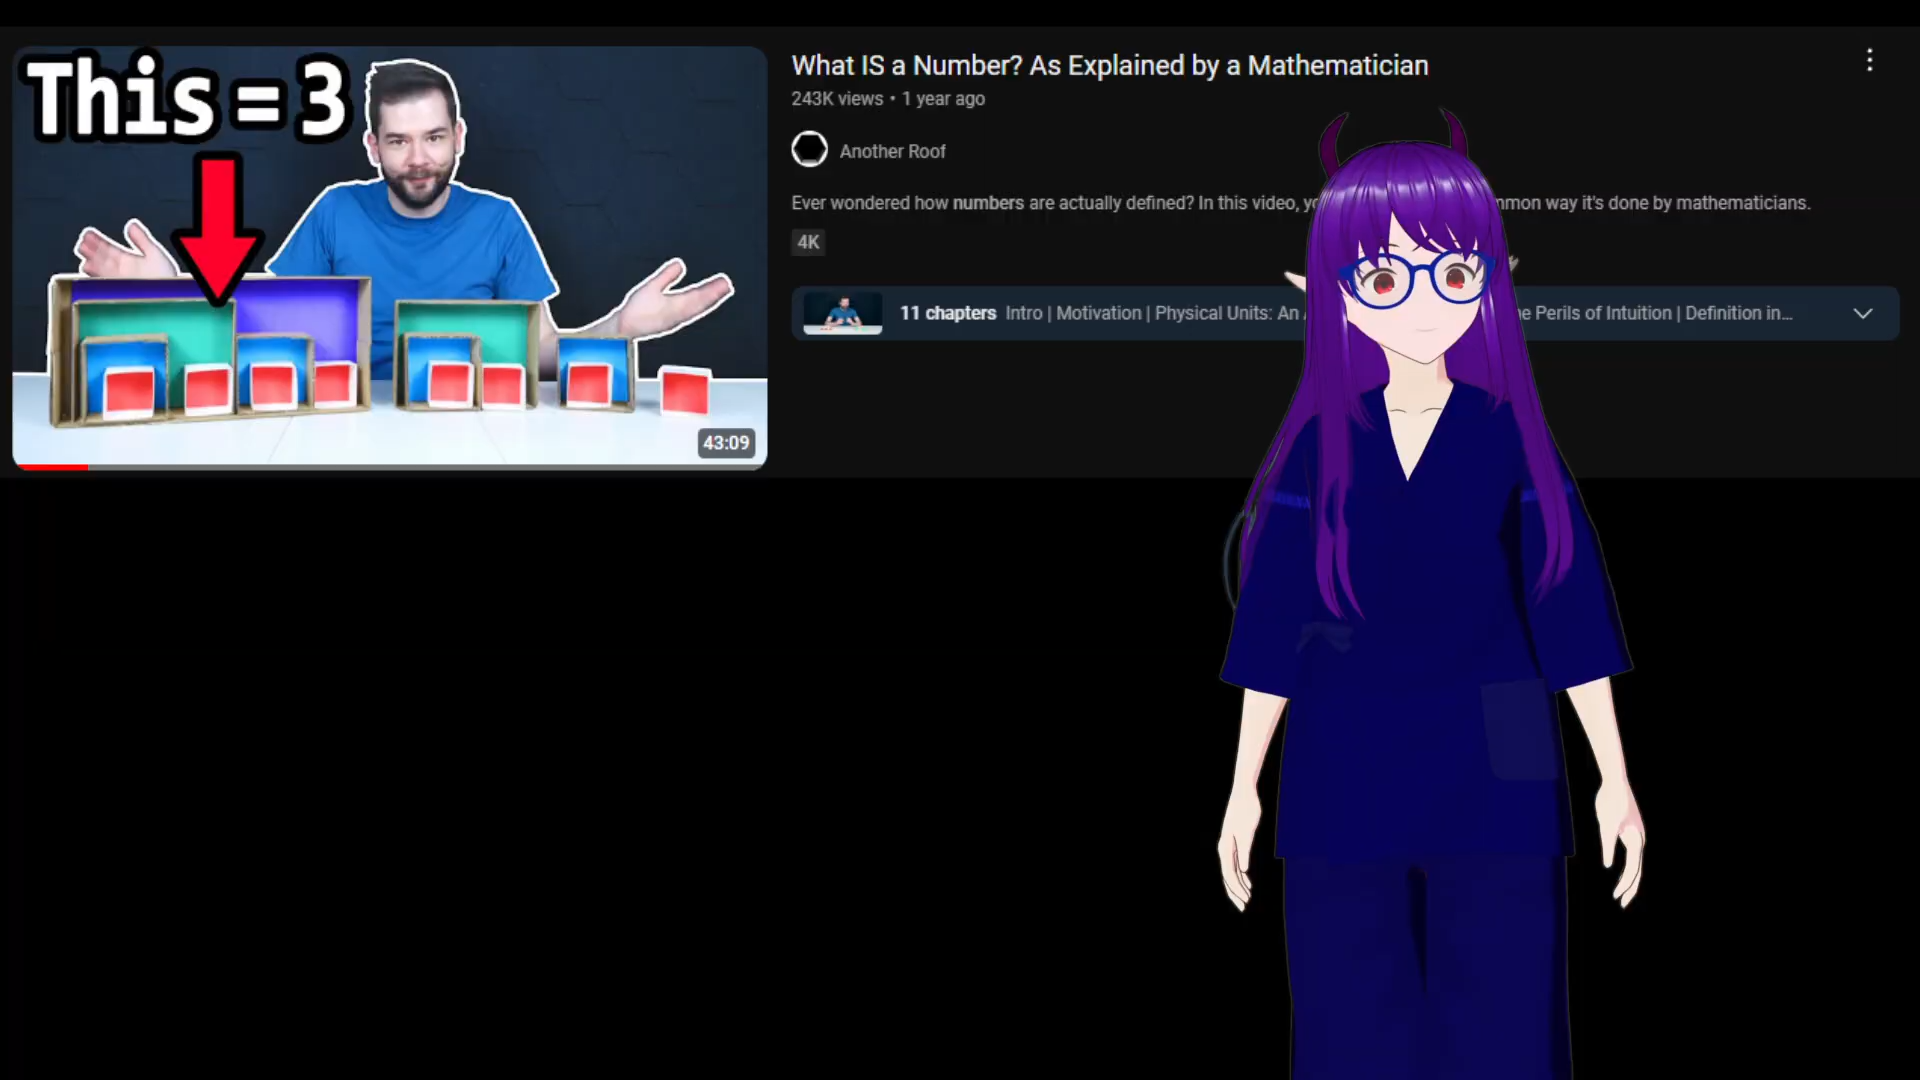 This = 3
43:09
What IS a Number? As Explained by a Mathematician
243K views • 1 year ago
Another Roof
Ever wondered how numbers are actually defined? In this video, way it's done by mathematicians.
4K
11 chapters Intro | Motivation | Physical Units: An Perils of Intuition | Definition in...